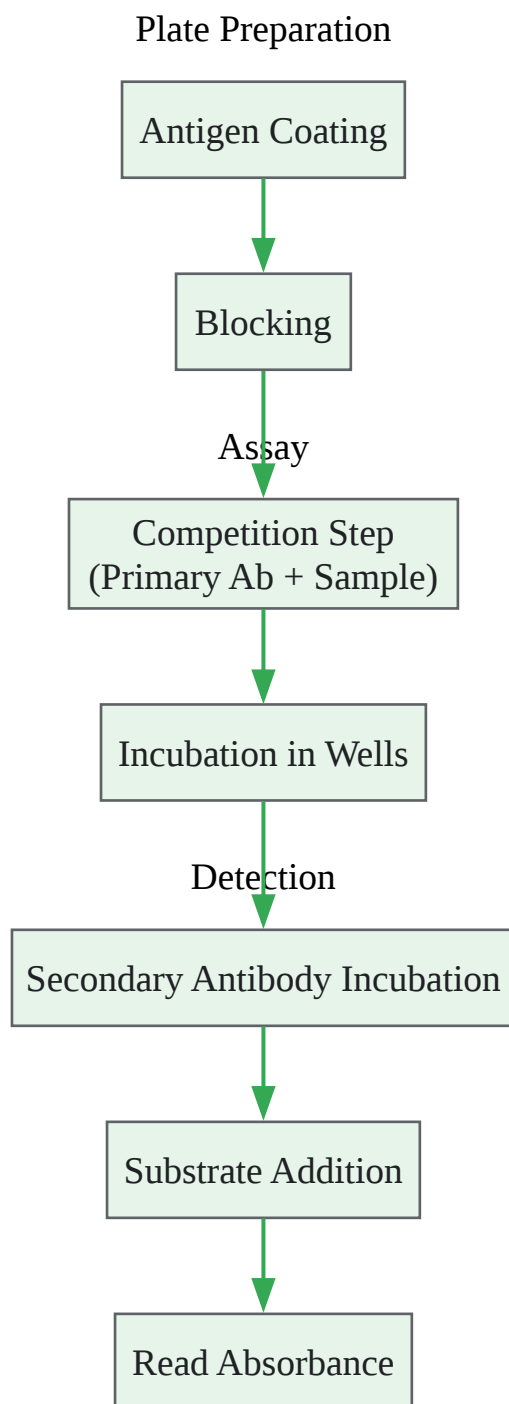 Plate Preparation
Antigen Coating
Blocking
Assay
Competition Step
(Primary Ab + Sample)
Incubation in Wells
Detection
Secondary Antibody Incubation
Substrate Addition
Read Absorbance